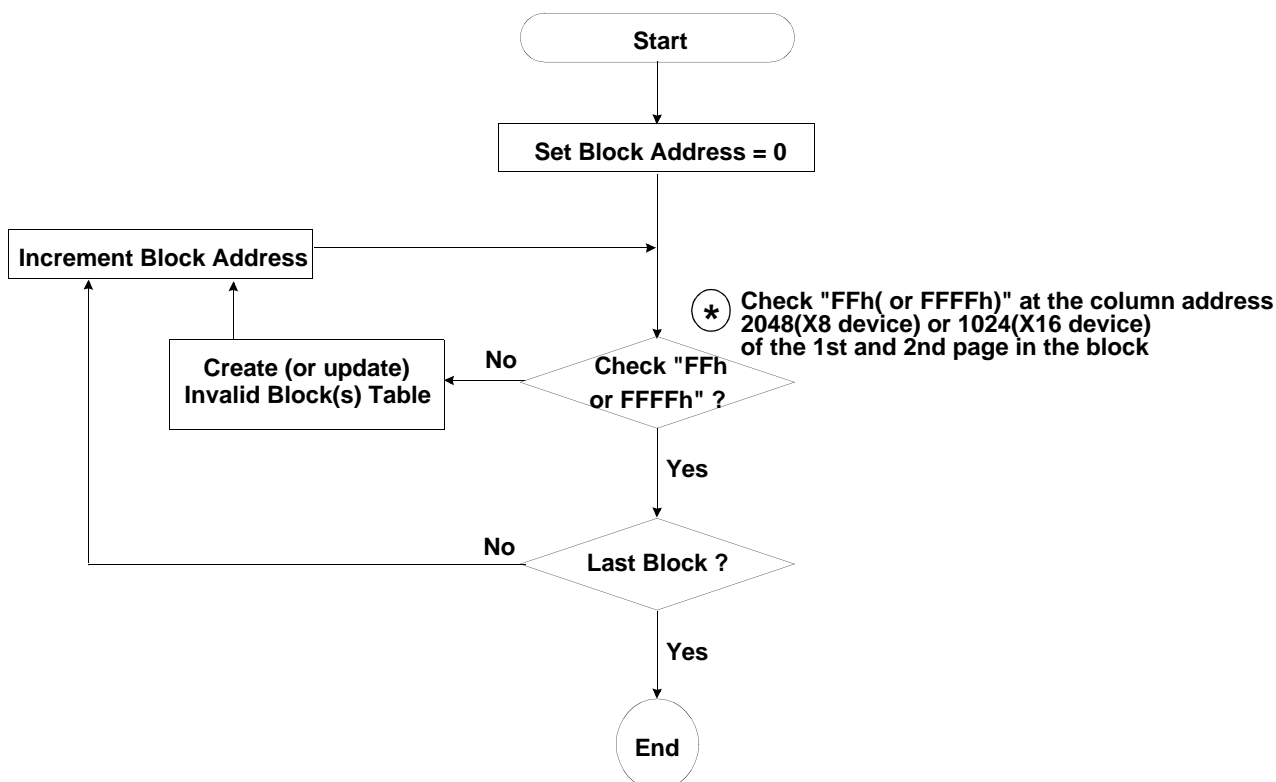 Start
Set Block Address = 0
Increment Block Address
* Check "FFh( or FFFFh)" at the column address
2048(X8 device) or 1024(X16 device)
of the 1st and 2nd page in the block
Create (or update)
Invalid Block(s) Table
No
Check "FFh
or FFFFh" ?
Yes
No
Last Block ?
Yes
End